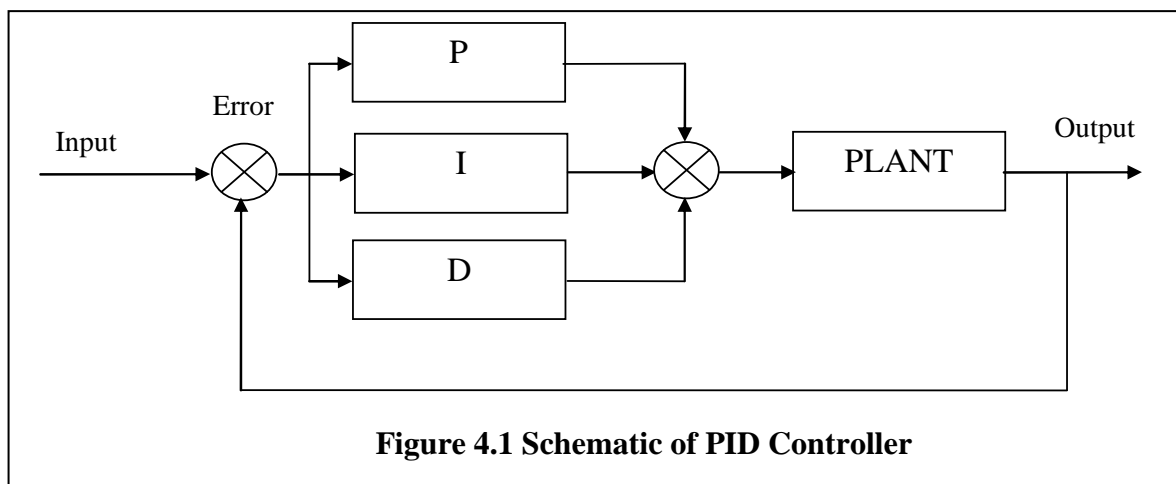 P
Error
Input
I
PLANT
Output
D
Figure 4.1 Schematic of PID Controller